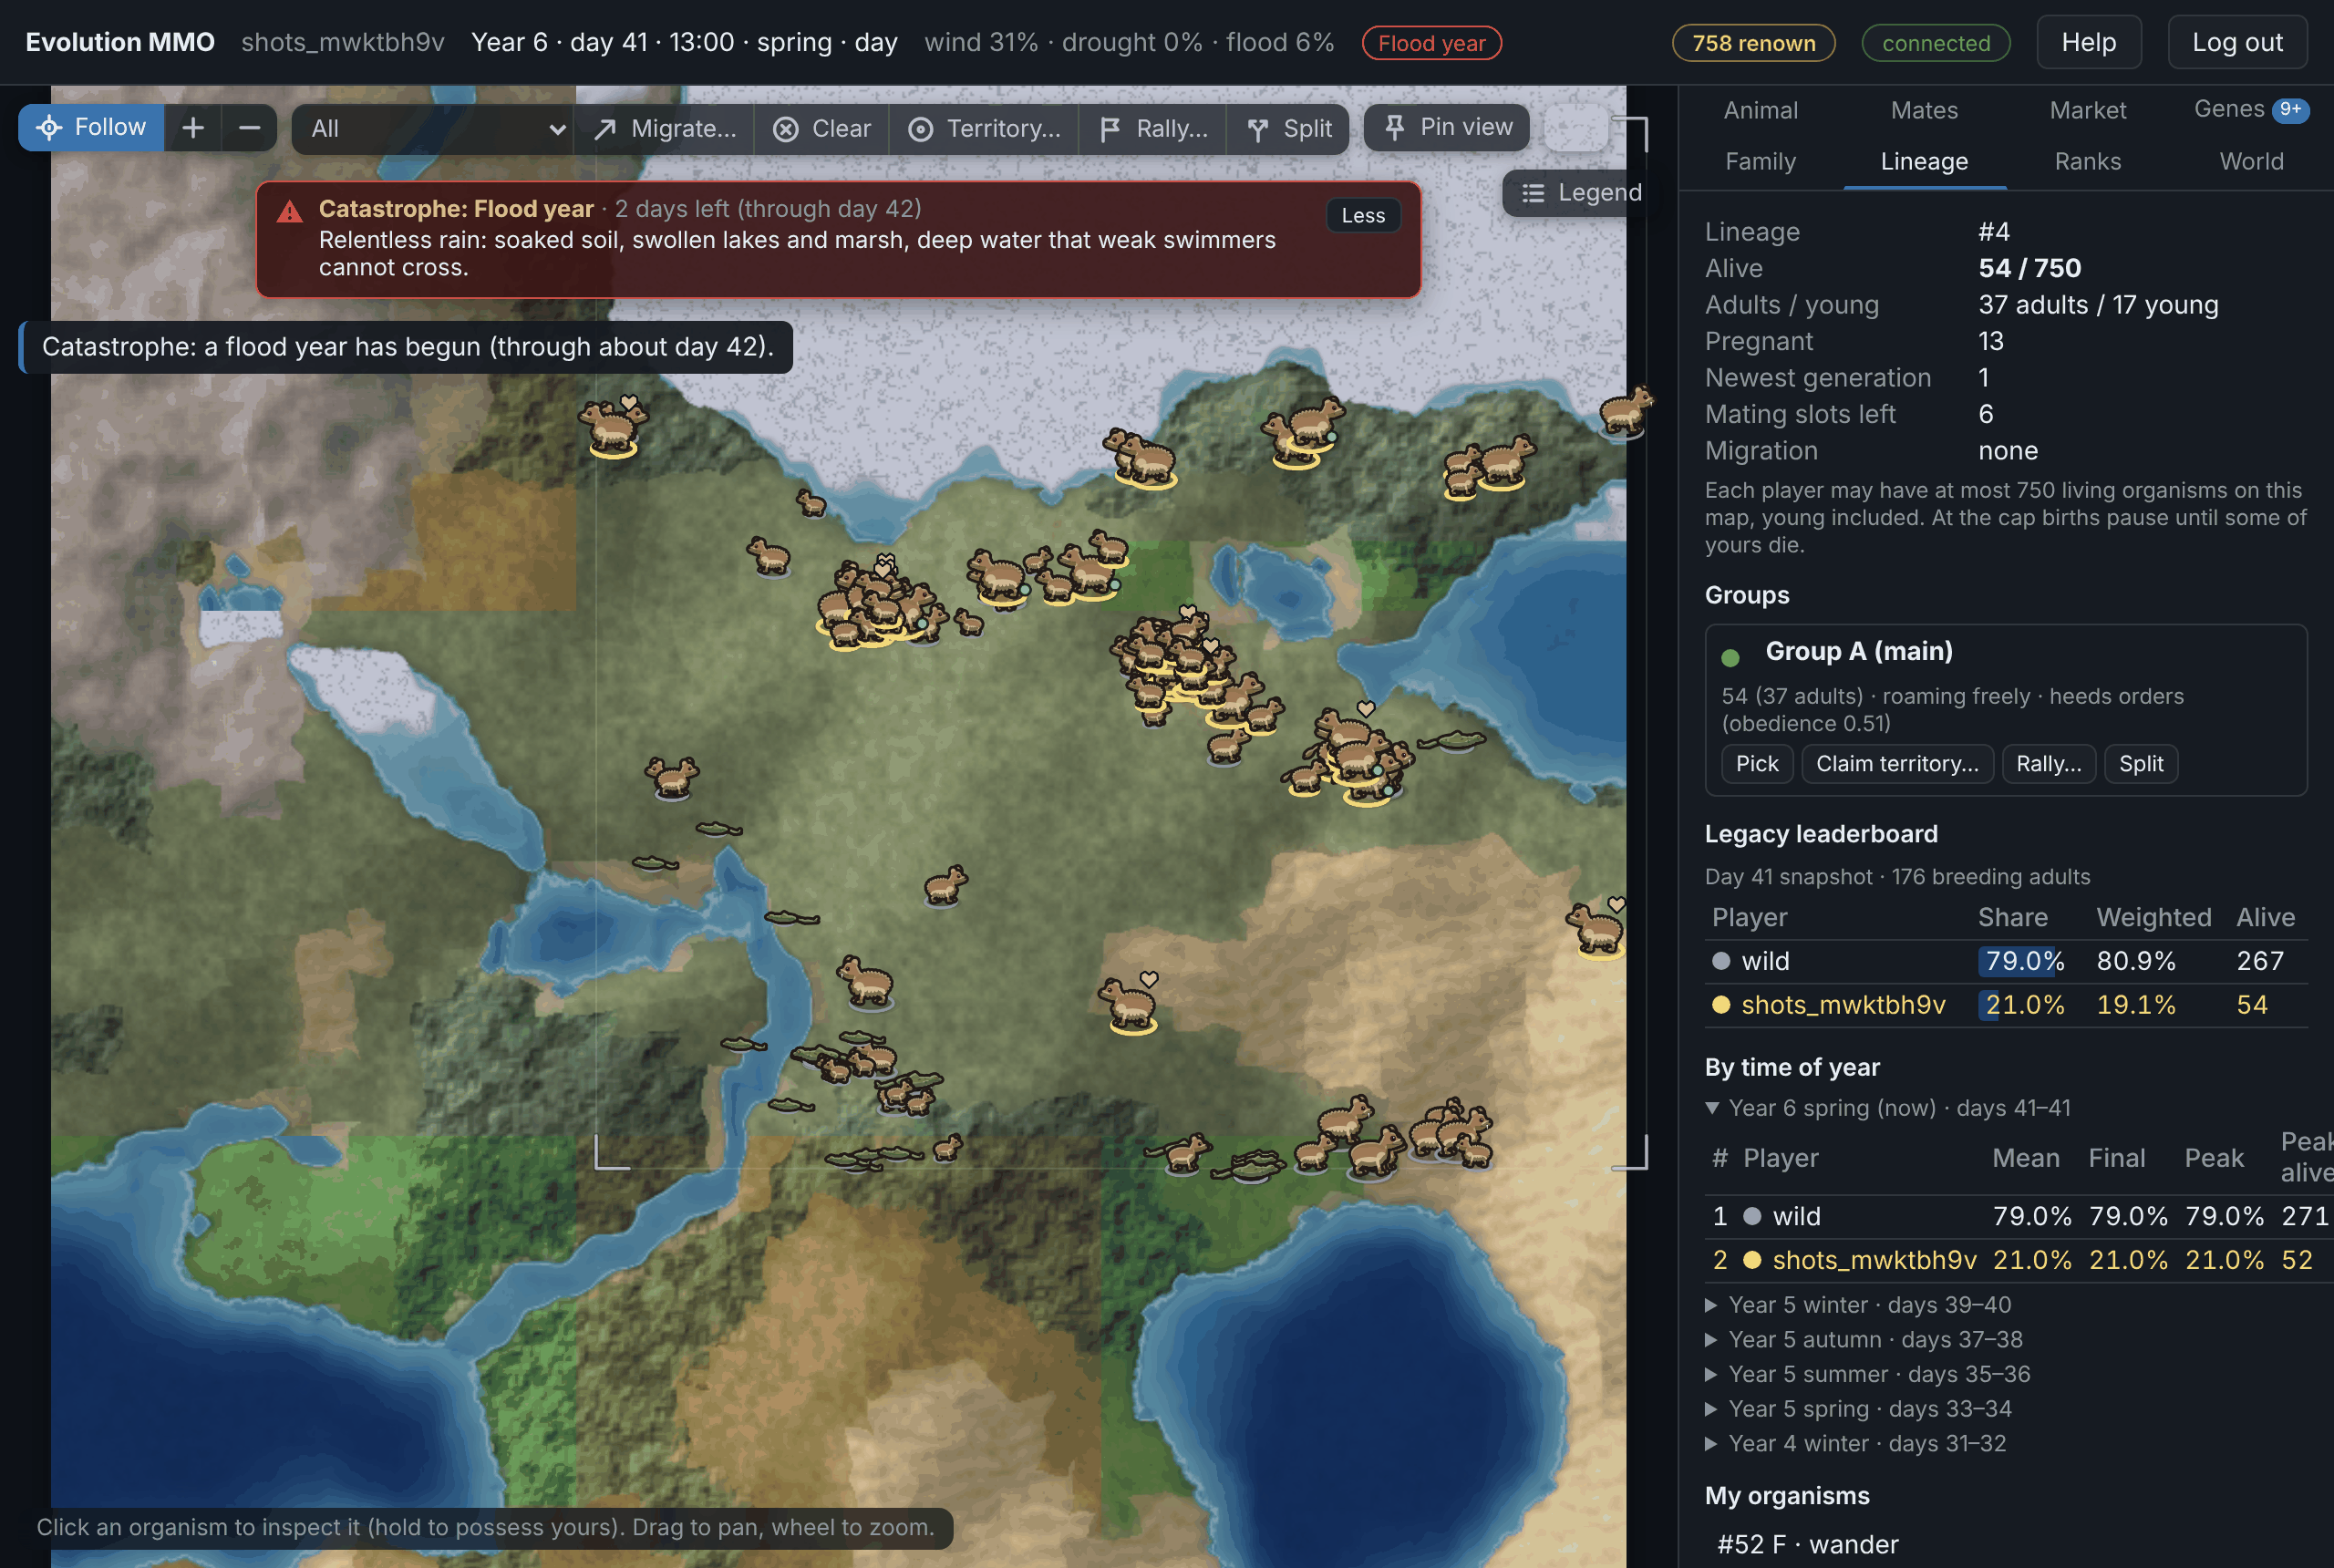 Evolution MMO shots_mwktbh9v Year 6 · day 41 · 13:00 · spring · day wind 31% · drought 0% · flood 6% Flood year 758 renown connected Help Log out
Follow + − All Migrate... Clear Territory... Rally... Split Pin view
Legend
Catastrophe: Flood year · 2 days left (through day 42) Less
Relentless rain: soaked soil, swollen lakes and marsh, deep water that weak swimmers
cannot cross.
Catastrophe: a flood year has begun (through about day 42).
Click an organism to inspect it (hold to possess yours). Drag to pan, wheel to zoom.
Animal Mates Market Genes 9+
Family Lineage Ranks World
Lineage #4
Alive 54 / 750
Adults / young 37 adults / 17 young
Pregnant 13
Newest generation 1
Mating slots left 6
Migration none
Each player may have at most 750 living organisms on this
map, young included. At the cap births pause until some of
yours die.
Groups
Group A (main)
54 (37 adults) · roaming freely · heeds orders
(obedience 0.51)
Pick Claim territory... Rally... Split
Legacy leaderboard
Day 41 snapshot · 176 breeding adults
Player Share Weighted Alive
wild 79.0% 80.9% 267
shots_mwktbh9v 21.0% 19.1% 54
By time of year
▼ Year 6 spring (now) · days 41–41
# Player Mean Final Peak Peak
alive
1 wild 79.0% 79.0% 79.0% 271
2 shots_mwktbh9v 21.0% 21.0% 21.0% 52
▶ Year 5 winter · days 39–40
▶ Year 5 autumn · days 37–38
▶ Year 5 summer · days 35–36
▶ Year 5 spring · days 33–34
▶ Year 4 winter · days 31–32
My organisms
#52 F · wander